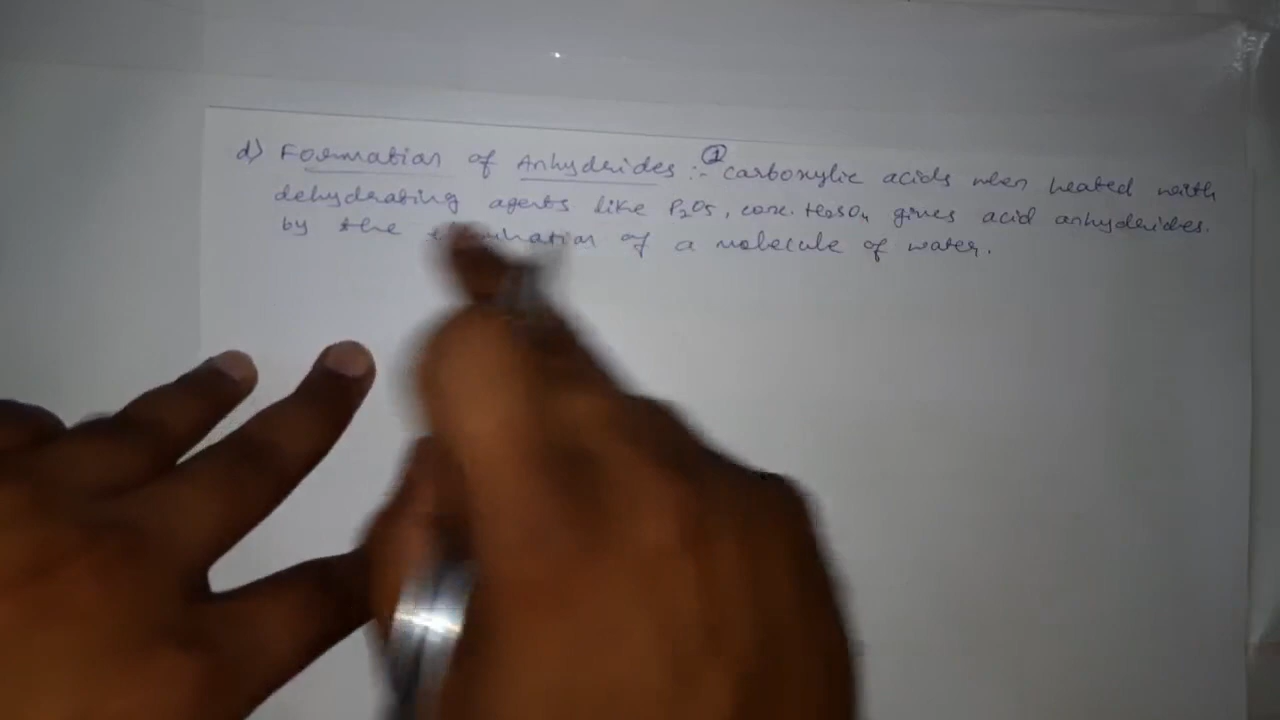 d) Formation of Anhydrides :- ① carboxylic acids when heated with
dehydrating agents like P2O5, conc. H2SO4 gives acid anhydrides.
by the elimination of a molecule of water.